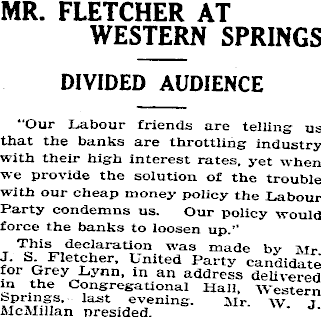 MR. FLETCHER AT
WESTERN SPRINGS
DIVIDED AUDIENCE
"Our Labour friends are telling us
that the banks are throttling industry
with their high interest rates, yet when
we provide the solution of the trouble
with our cheap money policy the Labour
Party condemns us. Our policy would
force the banks to loosen up."
This declaration was made by Mr.
J. S. Fletcher, United Party candidate
for Grey Lynn, in an address delivered
in the Congregational Hall, Western
Springs, last evening. Mr. W. J.
McMillan presided.